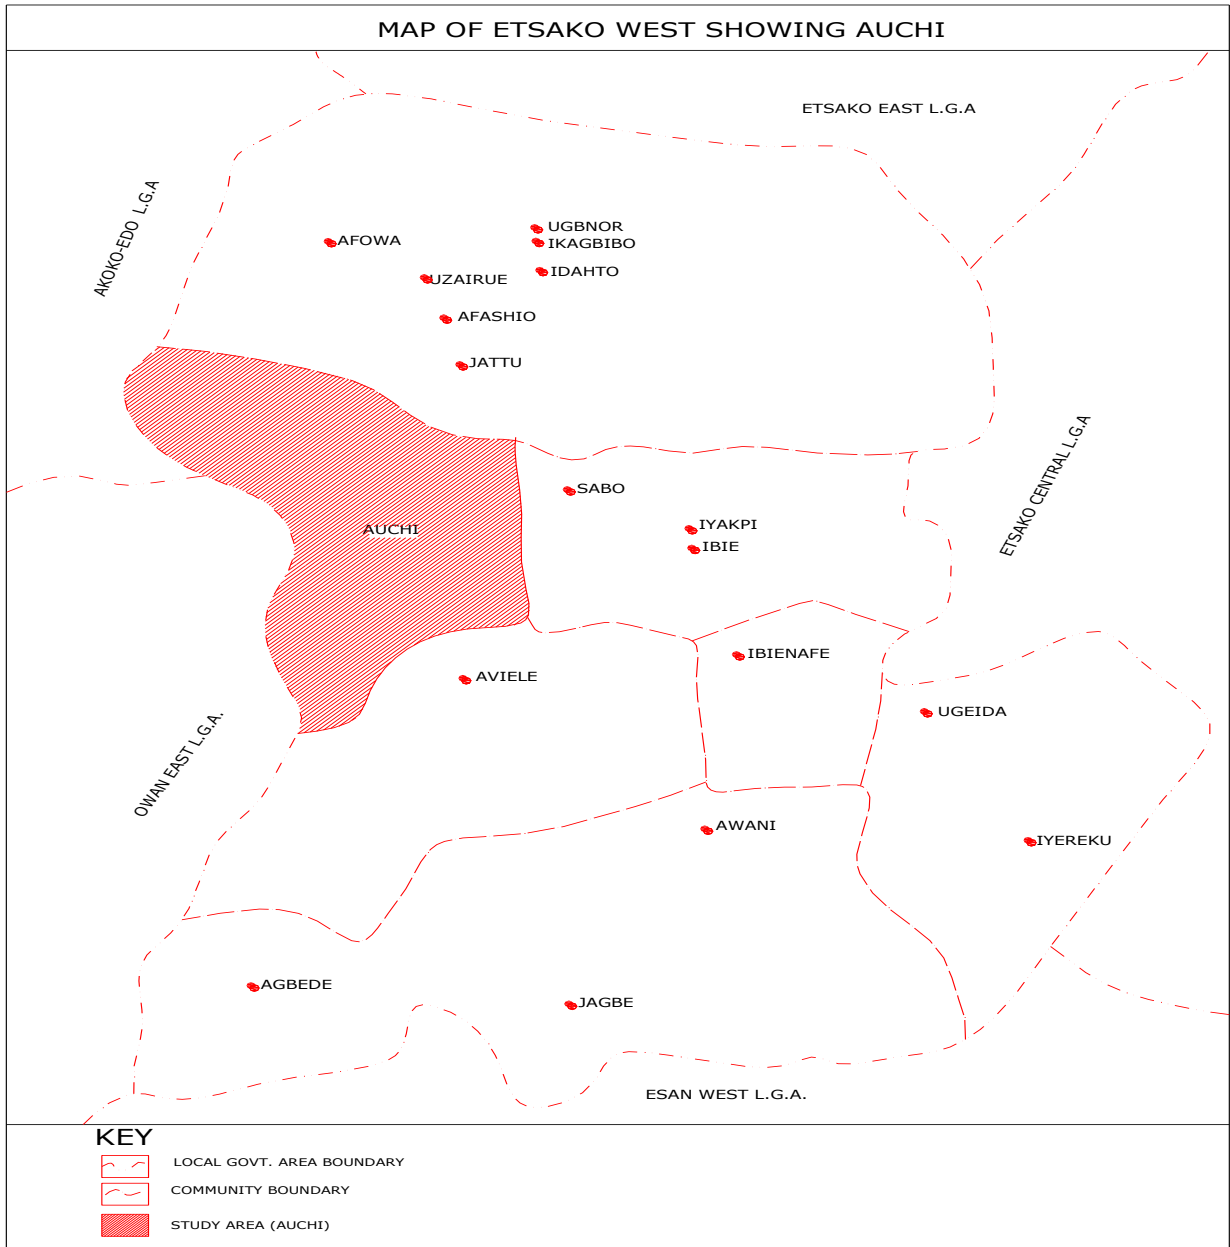 MAP OF ETSAKO WEST SHOWING AUCHI
ETSAKO EAST L.G.A
AKOKO-EDO L.G.A
UGBNOR
AFOWA
IKAGBIBO
IDAHTO
UZAIRUE
AFASHIO
JATTU
ETSAKO CENTRAL L.G.A
SABO
IYAKPI
AUCHI
IBIE
IBIENAFE
AVIELE
UGEIDA
OWAN EAST L.G.A.
AWANI
IYEREKU
AGBEDE
JAGBE
ESAN WEST L.G.A.
KEY
LOCAL GOVT. AREA BOUNDARY
COMMUNITY BOUNDARY
STUDY AREA (AUCHI)